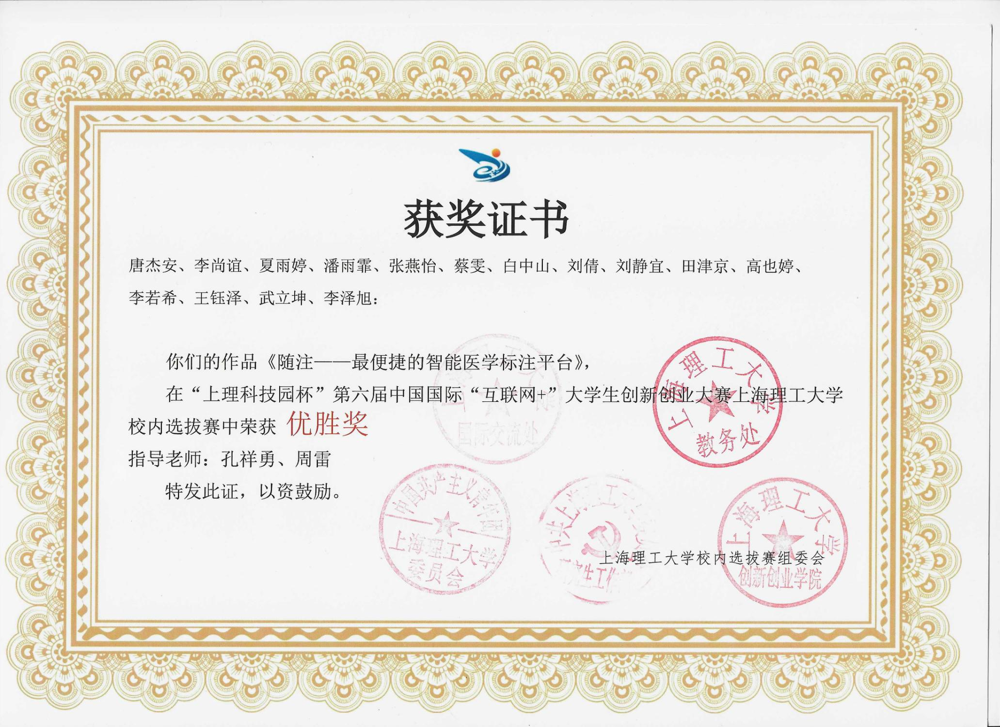 获奖证书
唐杰安、李尚谊、夏雨婷、潘雨霏、张燕怡、蔡雯、白中山、刘倩、刘静宜、田津京、高也婷、
李若希、王钰泽、武立坤、李泽旭：
你们的作品《随注——最便捷的智能医学标注平台》，
在“上理科技园杯”第六届中国国际“互联网+”大学生创新创业大赛上海理工大学
校内选拔赛中荣获 优胜奖
指导老师：孔祥勇、周雷
特发此证，以资鼓励。
上海理工大学校内选拔赛组委会
上海理工大学
国际交流处
上海理工大学
教务处
中国共产主义青年团
上海理工大学
委员会
中共上海理工大
生工作
上海理工大学
创新创业学院